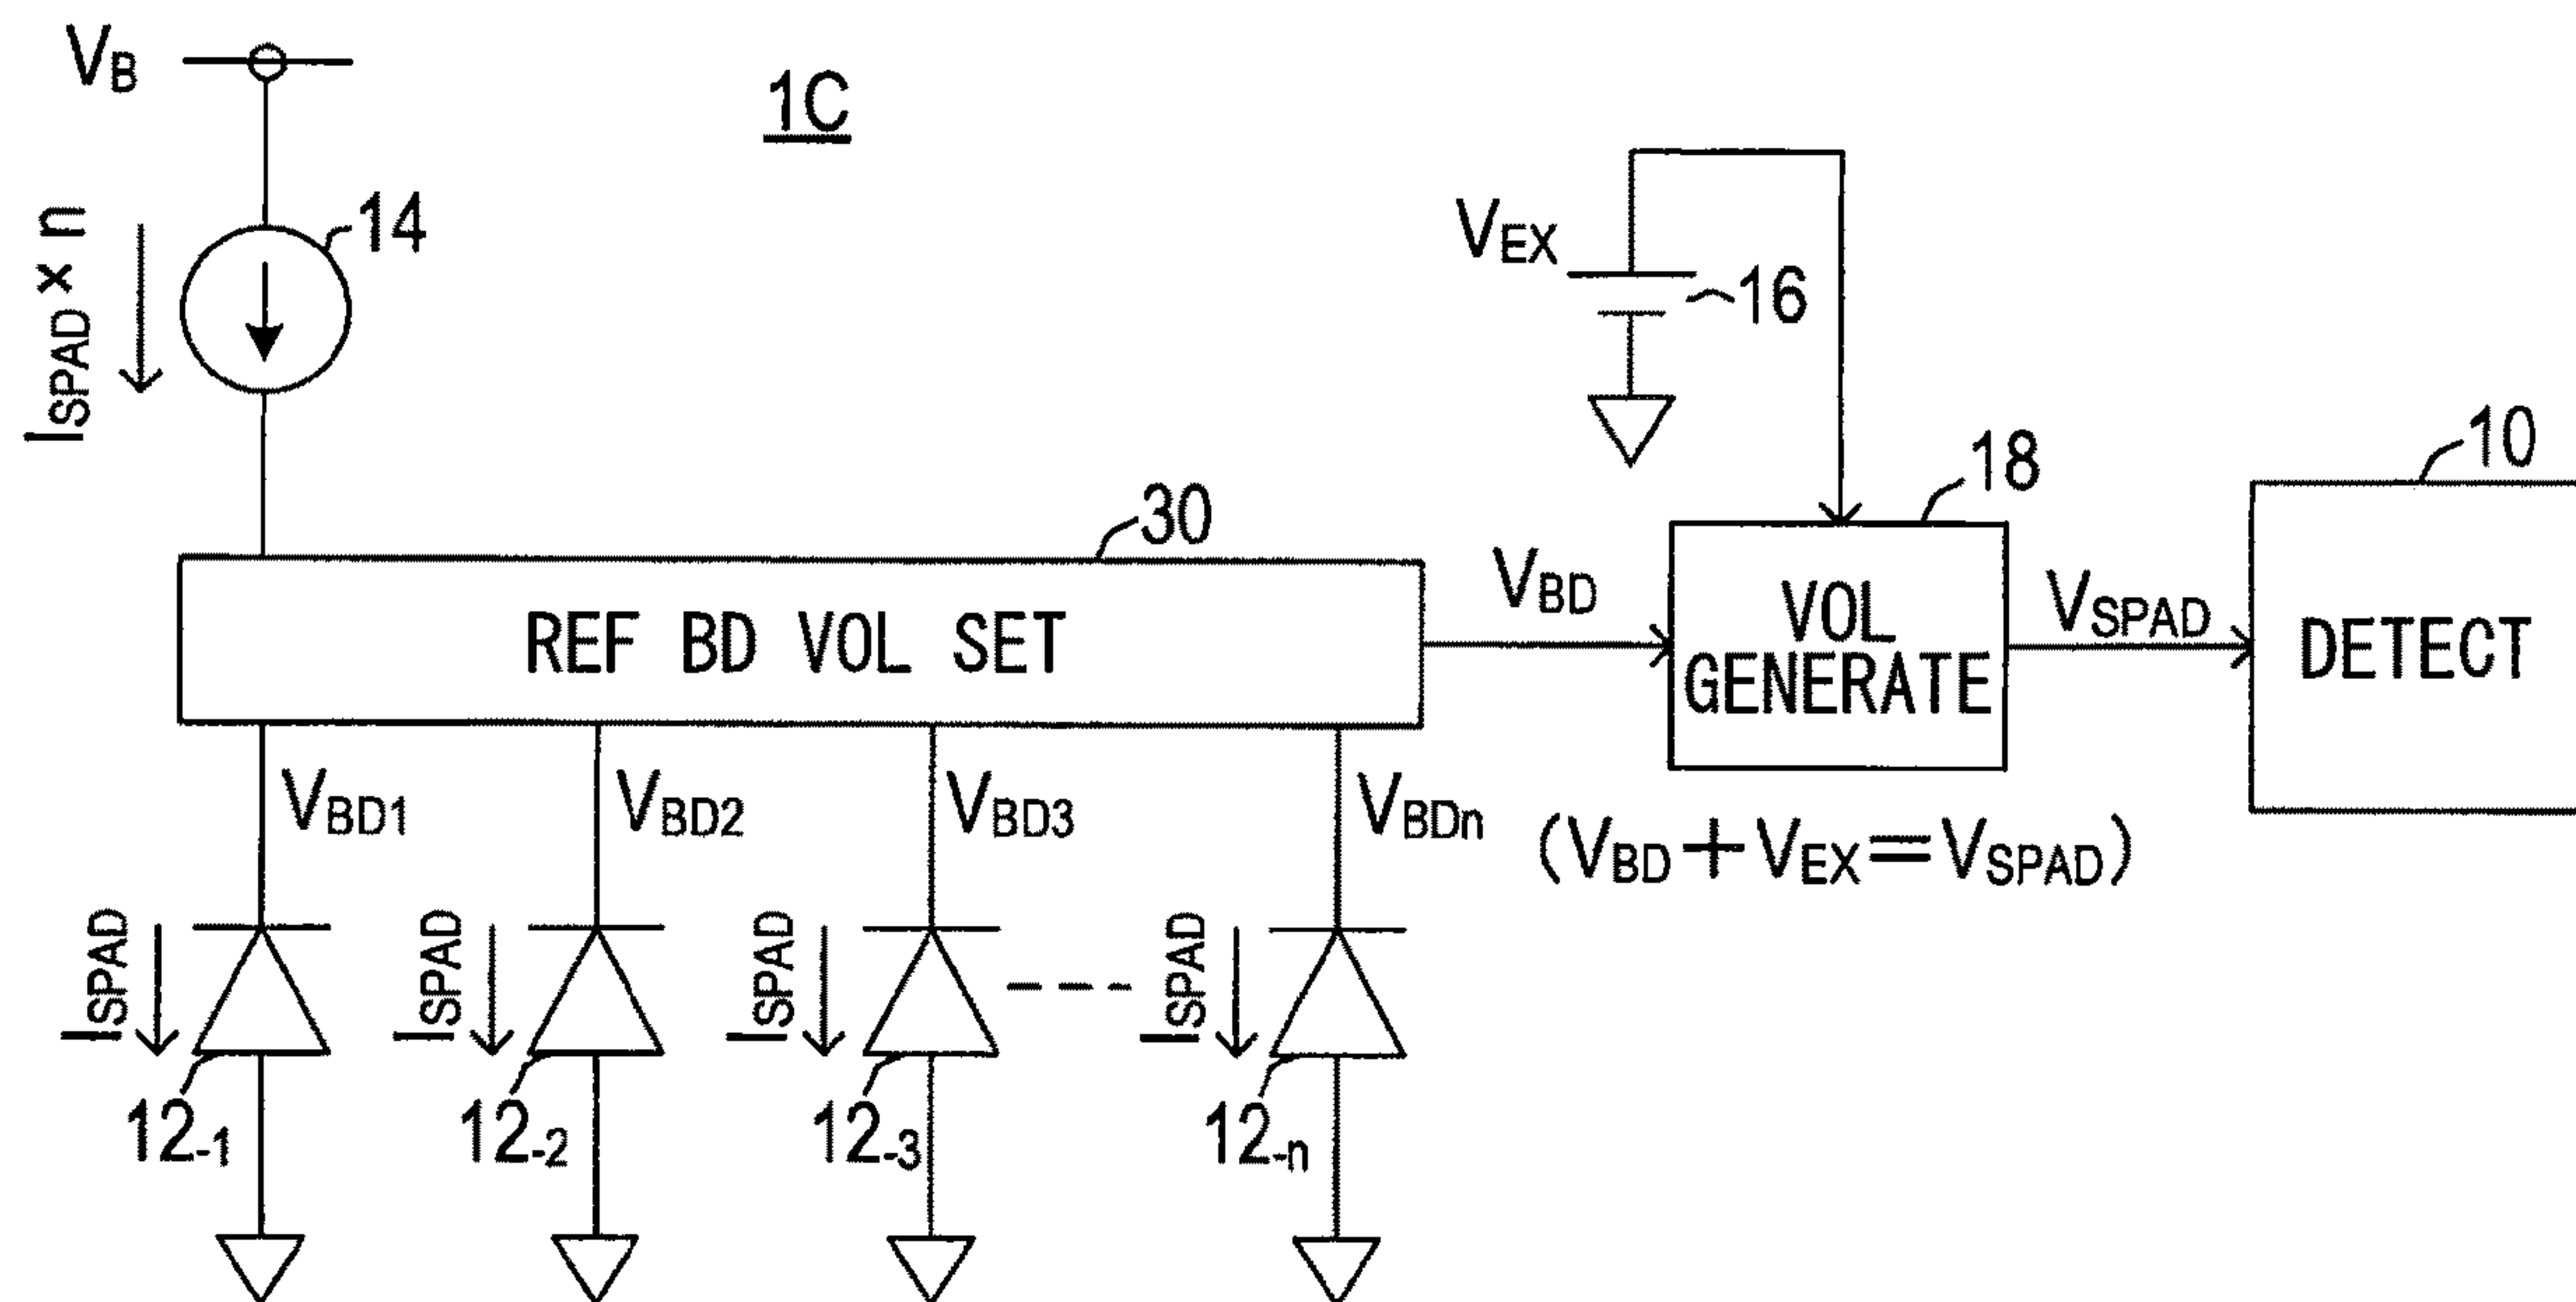 VB
1C
ISPAD × n
14
VEX
16
18
10
30
REF BD VOL SET
VBD
VOL
GENERATE
VSPAD
DETECT
VBD1
VBD2
VBD3
VBDn
(VBD+VEX=VSPAD)
ISPAD
ISPAD
ISPAD
ISPAD
12-1
12-2
12-3
12-n